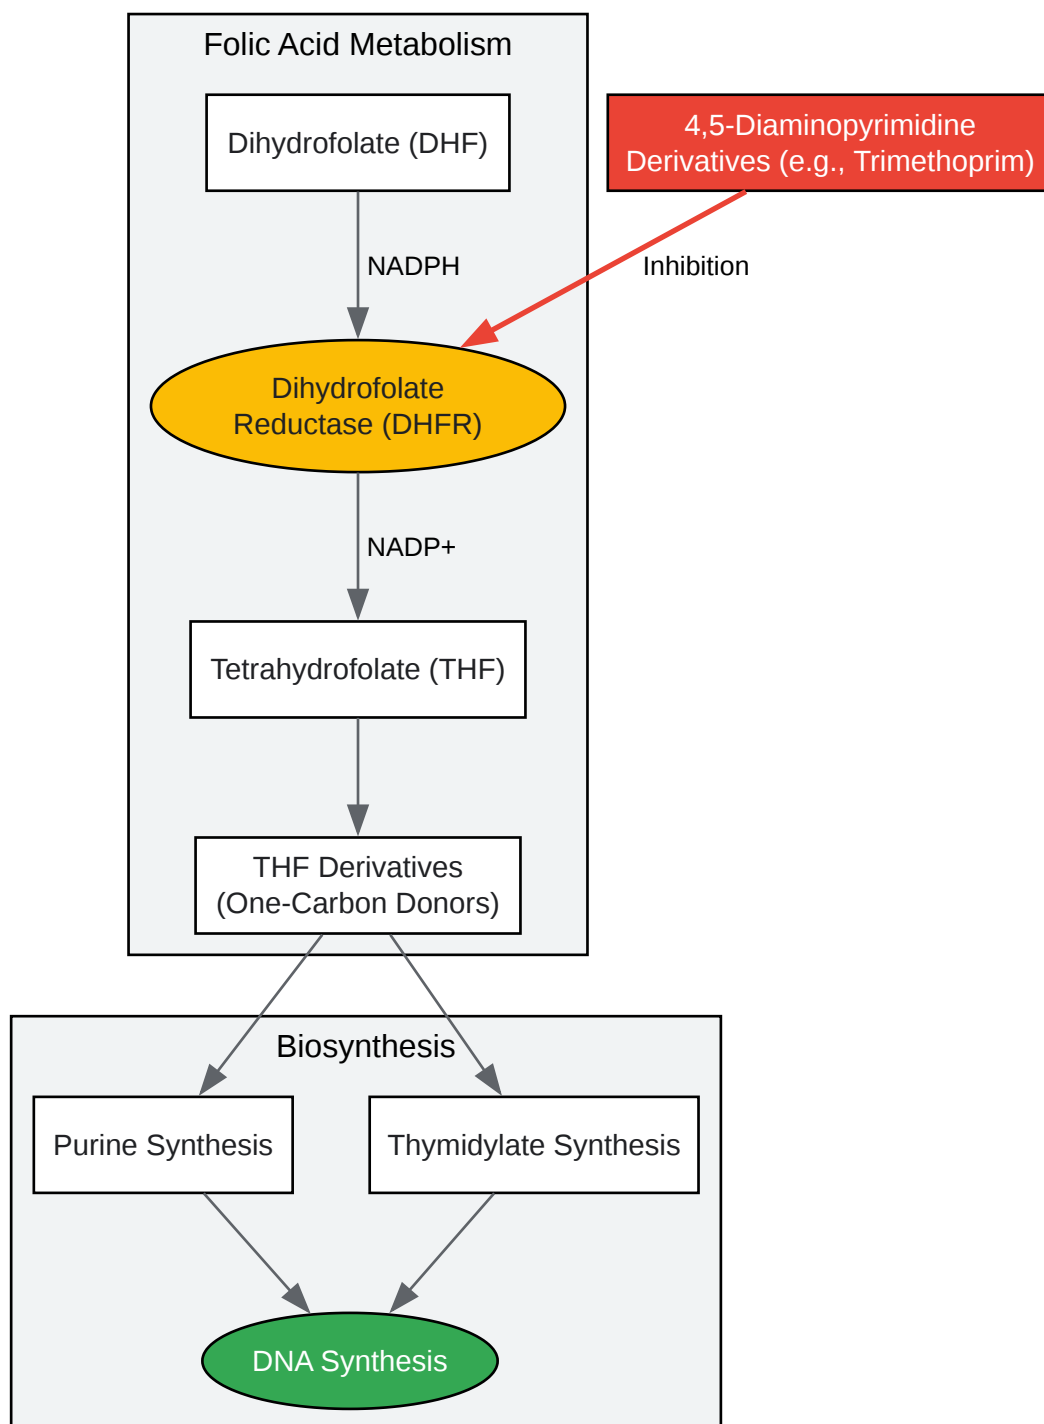 Folic Acid Metabolism
Dihydrofolate (DHF)
4,5-Diaminopyrimidine
Derivatives (e.g., Trimethoprim)
NADPH
Inhibition
Dihydrofolate
Reductase (DHFR)
NADP+
Tetrahydrofolate (THF)
THF Derivatives
(One-Carbon Donors)
Biosynthesis
Purine Synthesis
Thymidylate Synthesis
DNA Synthesis